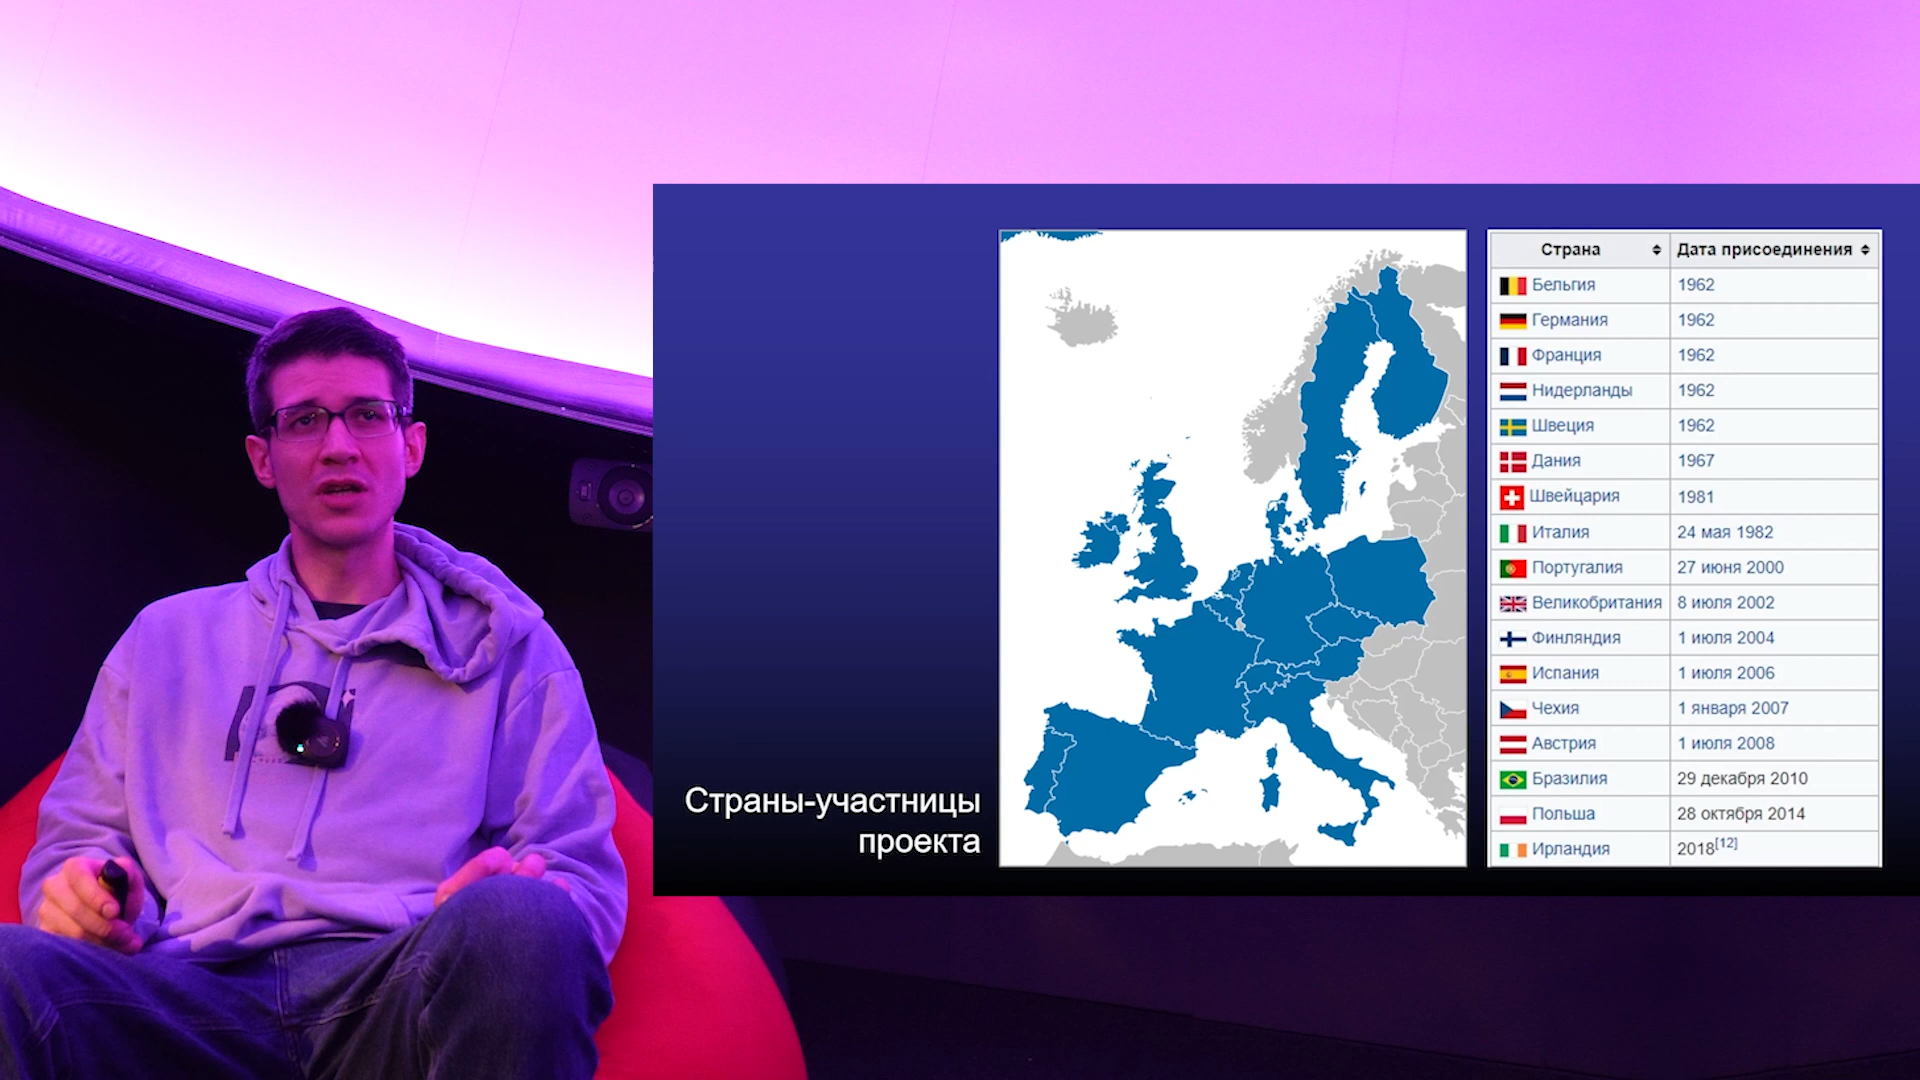 Страны-участницы
проекта
Страна Дата присоединения
Бельгия 1962
Германия 1962
Франция 1962
Нидерланды 1962
Швеция 1962
Дания 1967
Швейцария 1981
Италия 24 мая 1982
Португалия 27 июня 2000
Великобритания 8 июля 2002
Финляндия 1 июля 2004
Испания 1 июля 2006
Чехия 1 января 2007
Австрия 1 июля 2008
Бразилия 29 декабря 2010
Польша 28 октября 2014
Ирландия 2018[12]